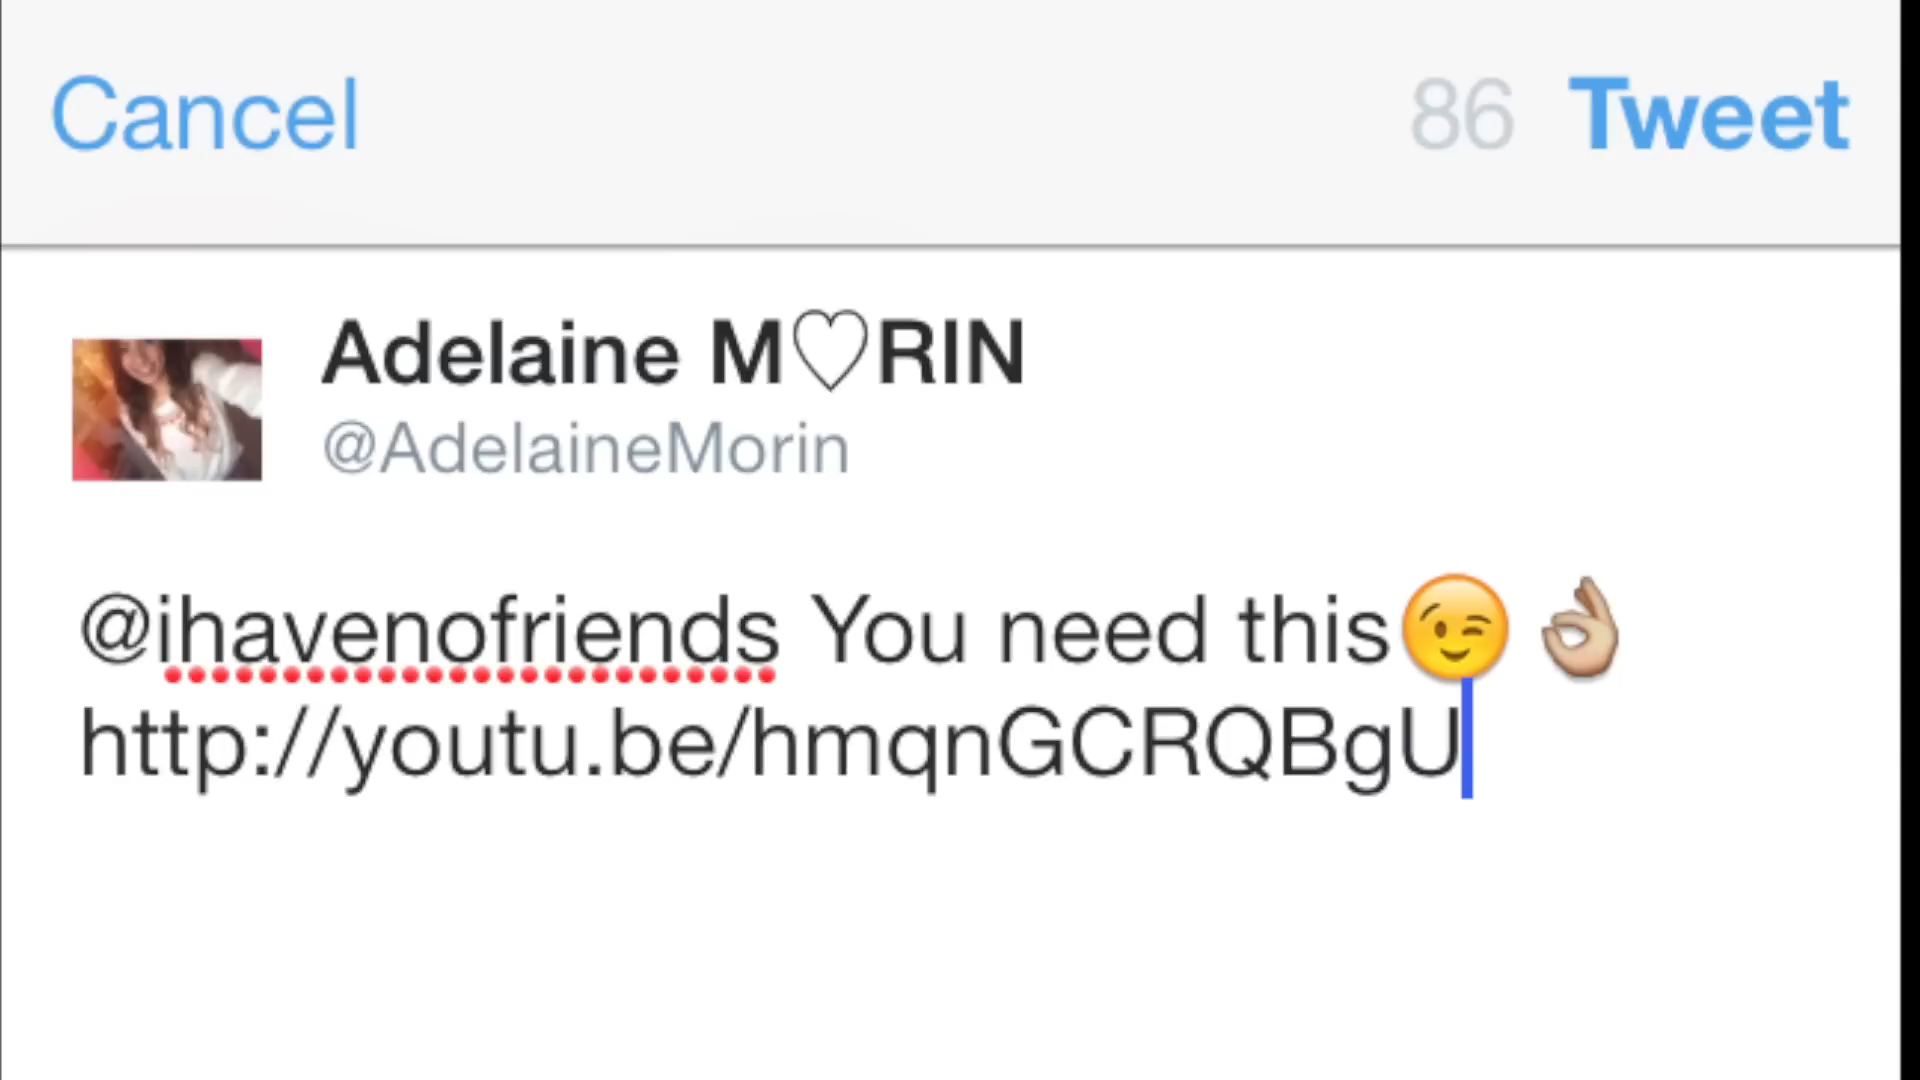 Cancel 86 Tweet
Adelaine M♡RIN
@AdelaineMorin
@ihavenofriends You need this😉👌
http://youtu.be/hmqnGCRQBgU